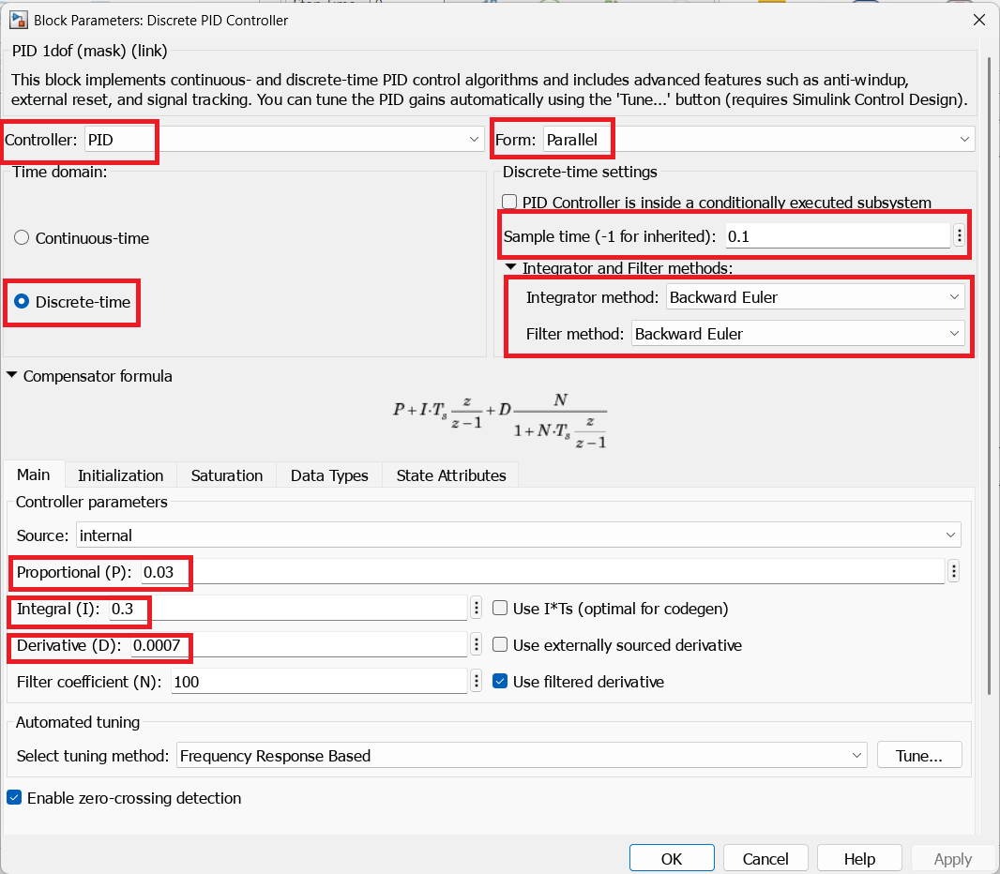 Block Parameters: Discrete PID Controller
PID 1dof (mask) (link)
This block implements continuous- and discrete-time PID control algorithms and includes advanced features such as anti-windup,
external reset, and signal tracking. You can tune the PID gains automatically using the 'Tune...' button (requires Simulink Control Design).
Controller: PID
Form: Parallel
Time domain:
Continuous-time
Discrete-time
Discrete-time settings
PID Controller is inside a conditionally executed subsystem
Sample time (-1 for inherited): 0.1
Integrator and Filter methods:
Integrator method: Backward Euler
Filter method: Backward Euler
Compensator formula
P + I·T_s z/(z−1) + D N/(1 + N·T_s z/(z−1))
Main Initialization Saturation Data Types State Attributes
Controller parameters
Source: internal
Proportional (P): 0.03
Integral (I): 0.3
Use I*Ts (optimal for codegen)
Derivative (D): 0.0007
Use externally sourced derivative
Filter coefficient (N): 100
Use filtered derivative
Automated tuning
Select tuning method: Frequency Response Based
Tune...
Enable zero-crossing detection
OK Cancel Help Apply